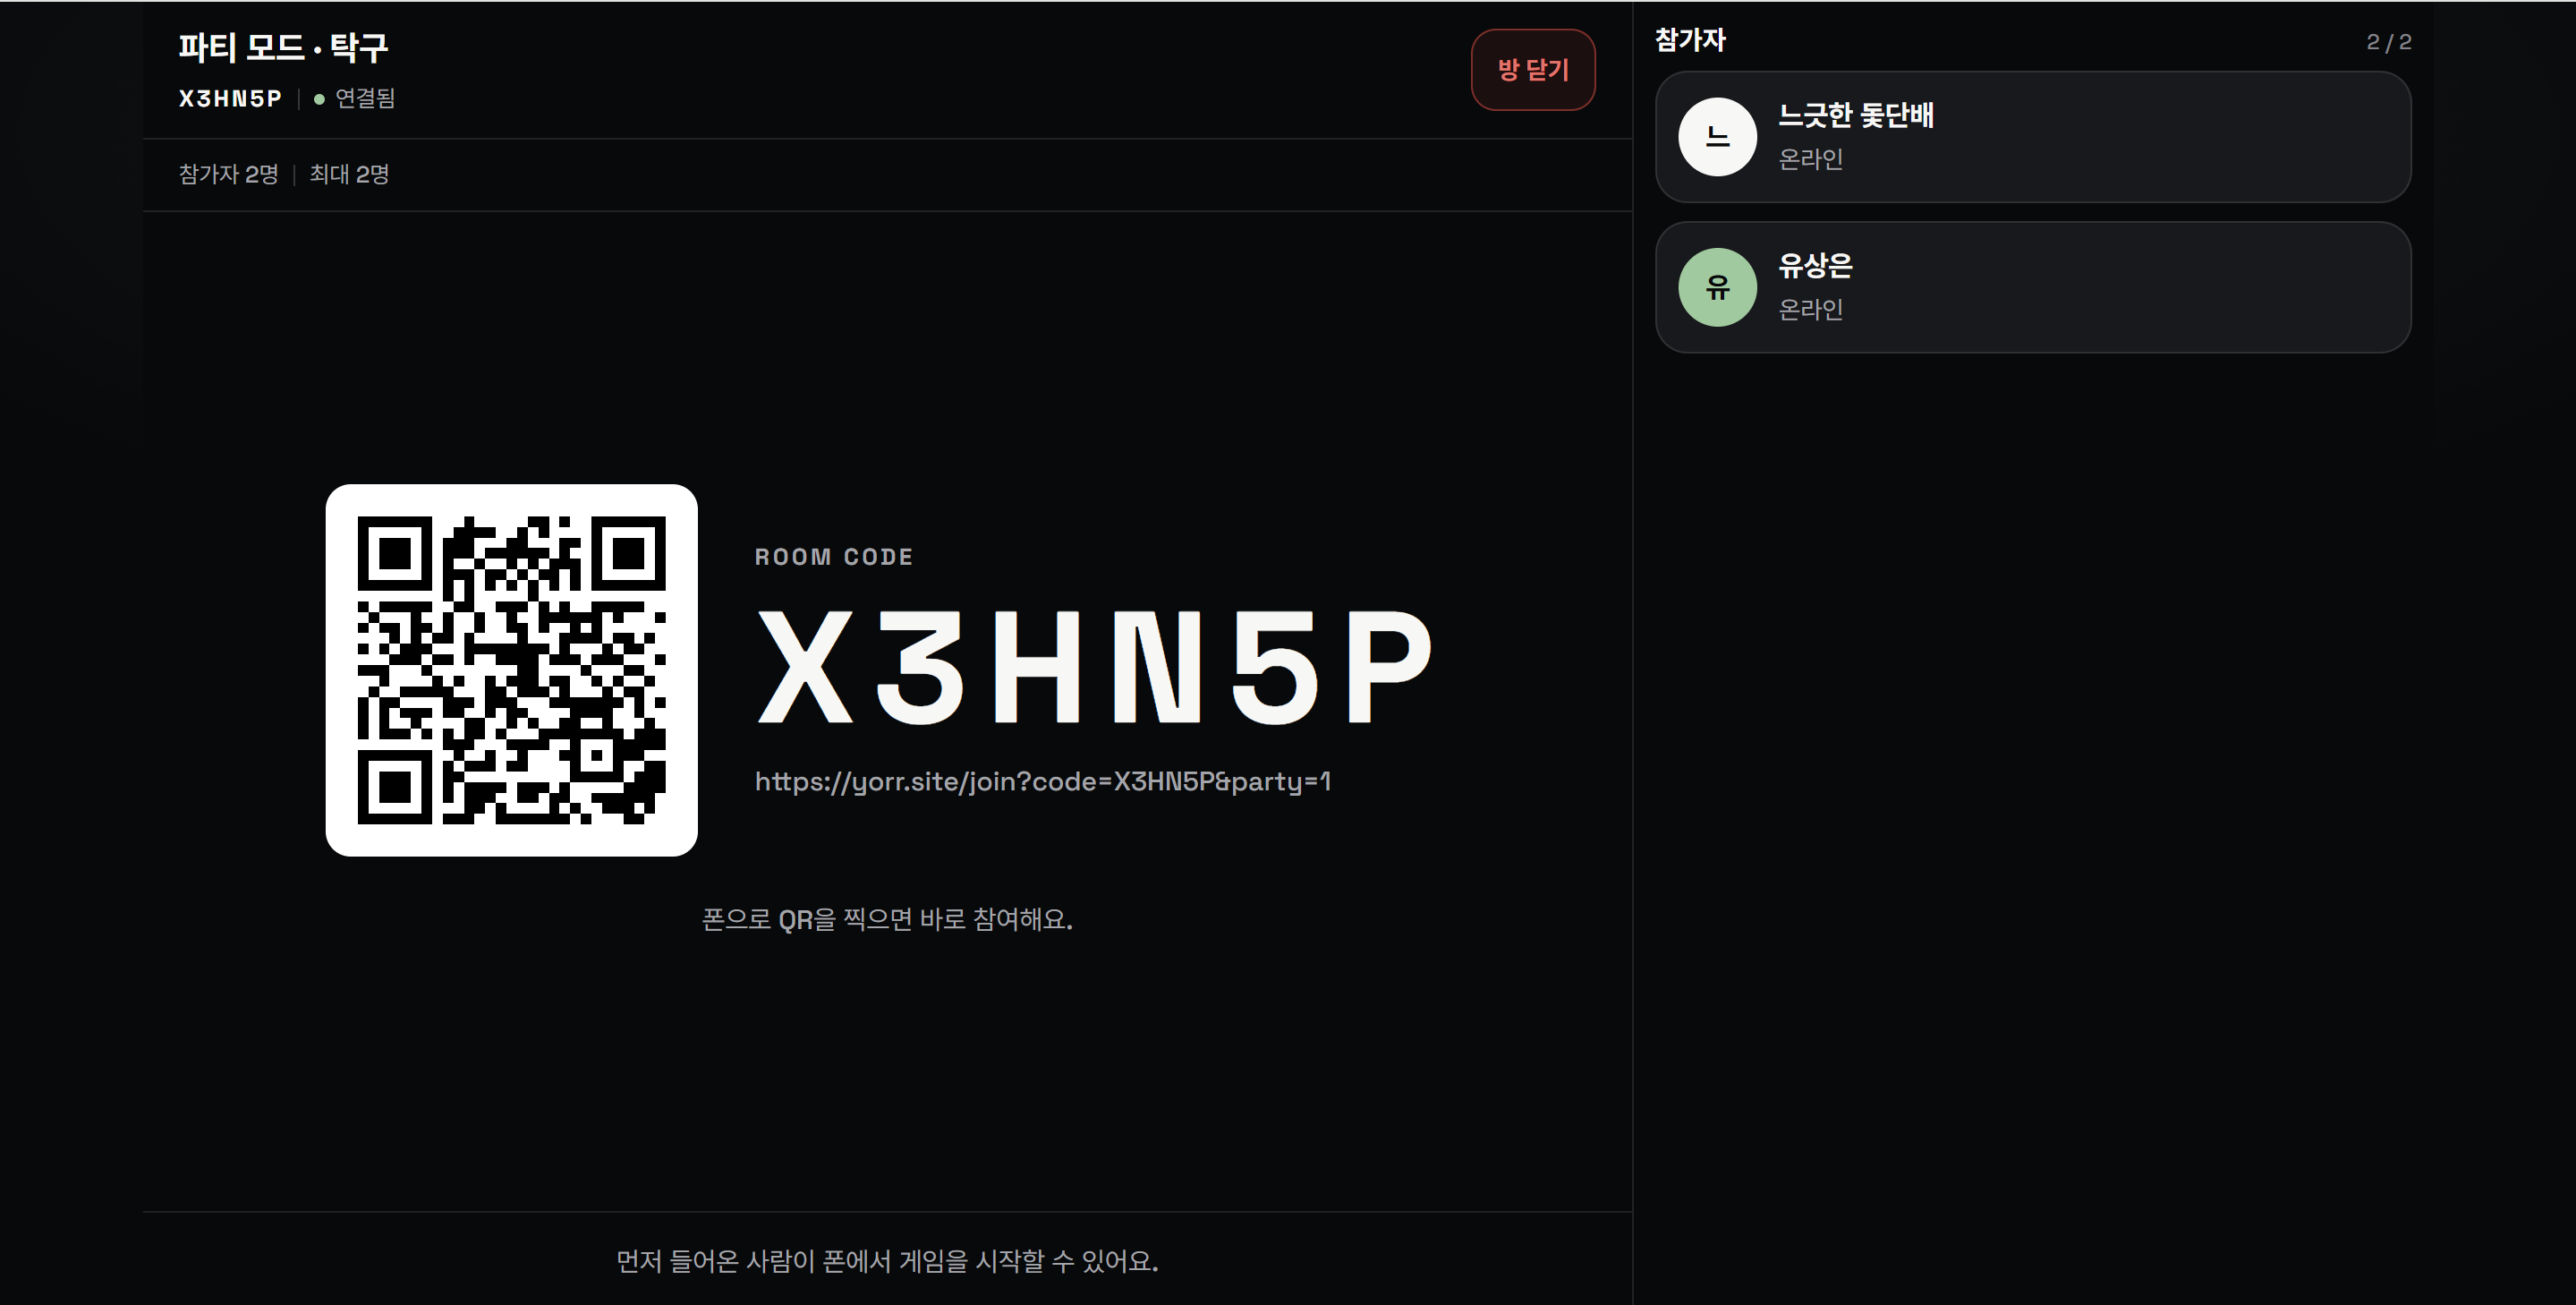 파티 모드 · 탁구
X3HN5P | 연결됨
방 닫기
참가자 2명 | 최대 2명
ROOM CODE
X3HN5P
https://yorr.site/join?code=X3HN5P&party=1
폰으로 QR을 찍으면 바로 참여해요.
먼저 들어온 사람이 폰에서 게임을 시작할 수 있어요.
참가자
2 / 2
느
느긋한 돛단배
온라인
유
유상은
온라인